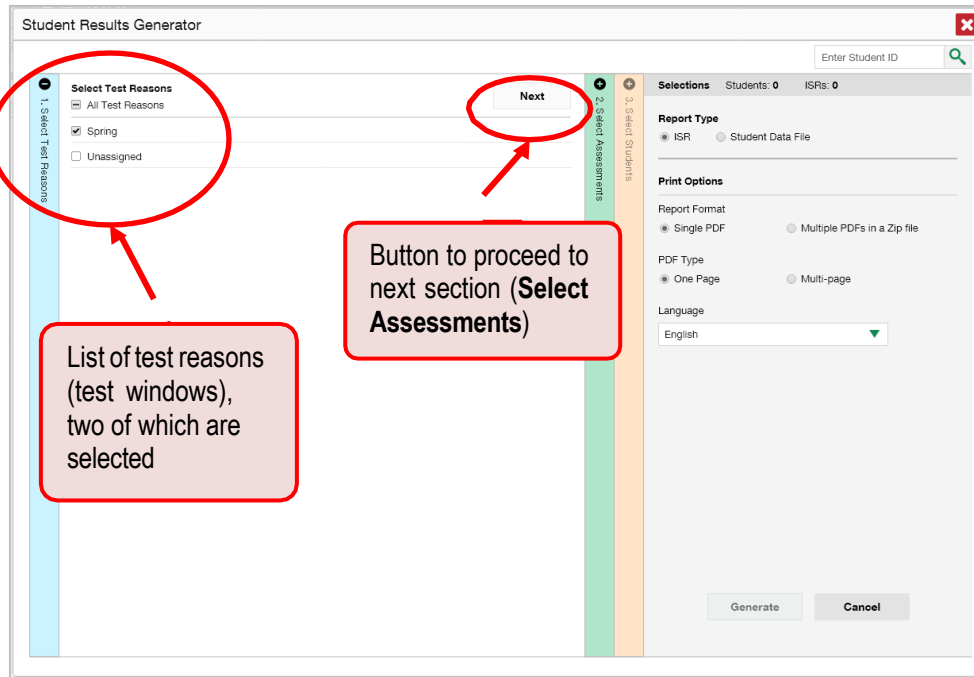 Student Results Generator
Enter Student ID
1. Select Test Reasons
Select Test Reasons
All Test Reasons
Next
Spring
Unassigned
2. Select Assessments
3. Select Students
Selections Students: 0 ISRs: 0
Report Type
ISR Student Data File
Print Options
Report Format
Single PDF Multiple PDFs in a Zip file
PDF Type
One Page Multi-page
Language
English
Button to proceed to
next section (Select
Assessments)
List of test reasons
(test windows),
two of which are
selected
Generate Cancel